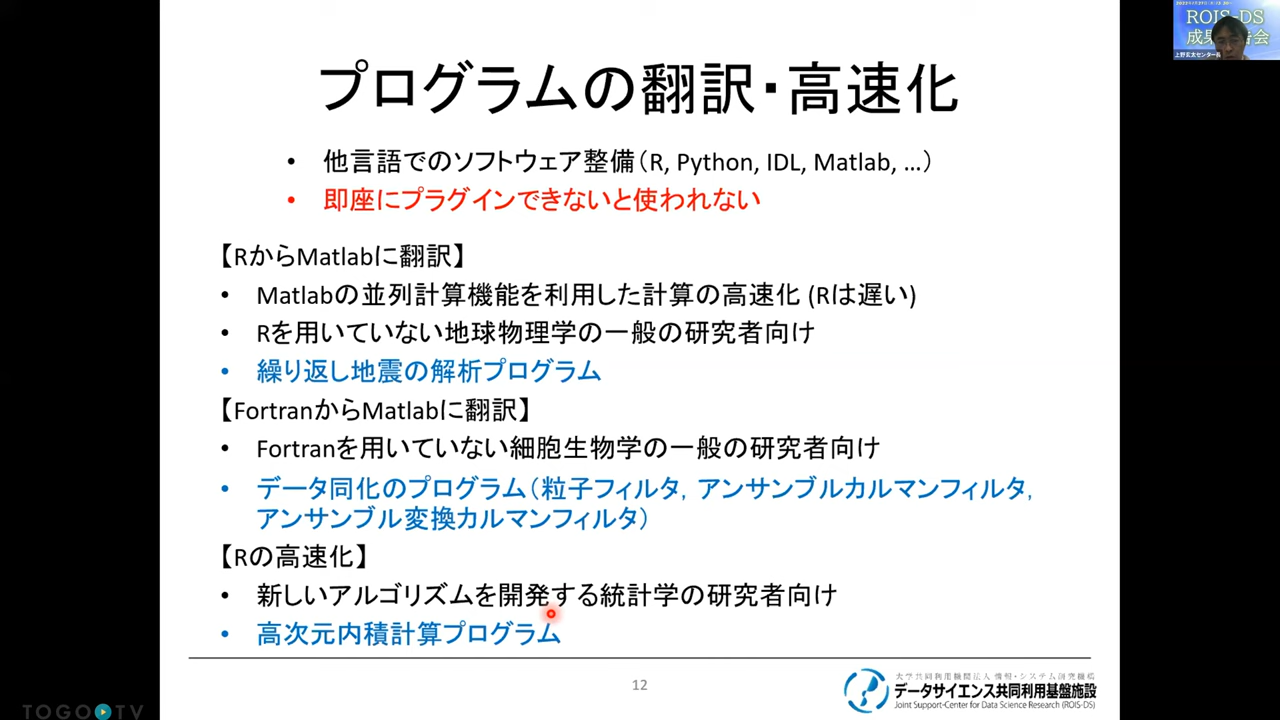 プログラムの翻訳・高速化
• 他言語でのソフトウェア整備（R, Python, IDL, Matlab, …）
• 即座にプラグインできないと使われない
【RからMatlabに翻訳】
• Matlabの並列計算機能を利用した計算の高速化 (Rは遅い)
• Rを用いていない地球物理学の一般の研究者向け
• 繰り返し地震の解析プログラム
【FortranからMatlabに翻訳】
• Fortranを用いていない細胞生物学の一般の研究者向け
• データ同化のプログラム（粒子フィルタ，アンサンブルカルマンフィルタ，
アンサンブル変換カルマンフィルタ）
【Rの高速化】
• 新しいアルゴリズムを開発する統計学の研究者向け
• 高次元内積計算プログラム
12
大学共同利用機関法人 情報・システム研究機構
データサイエンス共同利用基盤施設
Joint Support-Center for Data Science Research (ROIS-DS)
ROIS-DS
上野玄太センター長
TOGO TV